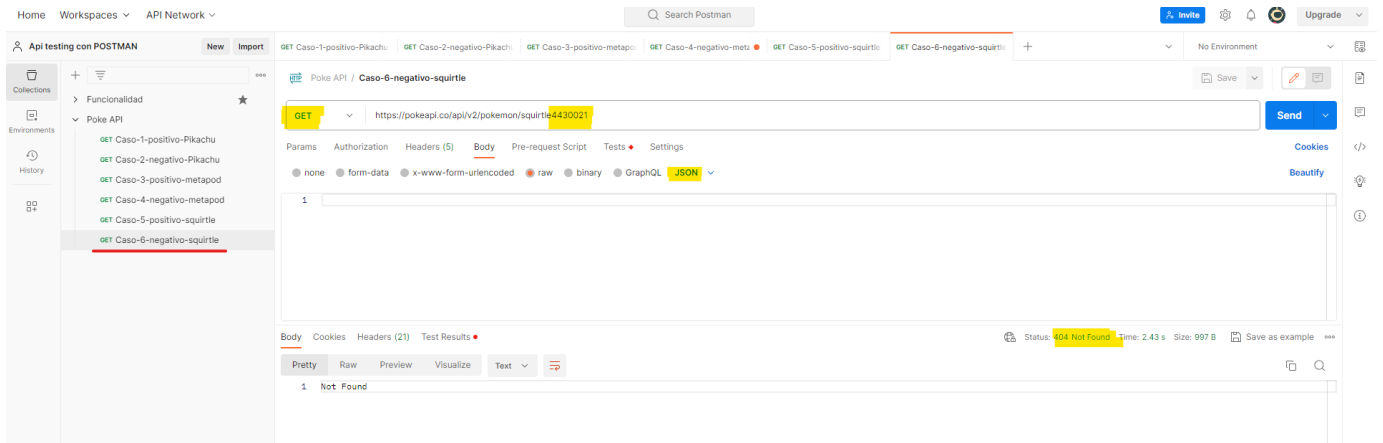 Home Workspaces API Network Search Postman Invite Upgrade
Api testing con POSTMAN New Import
GET Caso-1-positivo-Pikachu GET Caso-2-negativo-Pikach GET Caso-3-positivo-metapo GET Caso-4-negativo-meta GET Caso-5-positivo-squirtle GET Caso-6-negativo-squirtle No Environment
Collections
Environments
History
Funcionalidad
Poke API
GET Caso-1-positivo-Pikachu
GET Caso-2-negativo-Pikachu
GET Caso-3-positivo-metapod
GET Caso-4-negativo-metapod
GET Caso-5-positivo-squirtle
GET Caso-6-negativo-squirtle
HTTP Poke API / Caso-6-negativo-squirtle Save
GET https://pokeapi.co/api/v2/pokemon/squirtle4430021 Send
Params Authorization Headers (5) Body Pre-request Script Tests Settings Cookies
none form-data x-www-form-urlencoded raw binary GraphQL JSON Beautify
1
Body Cookies Headers (21) Test Results Status: 404 Not Found Time: 2.43 s Size: 997 B Save as example
Pretty Raw Preview Visualize Text
1 Not Found